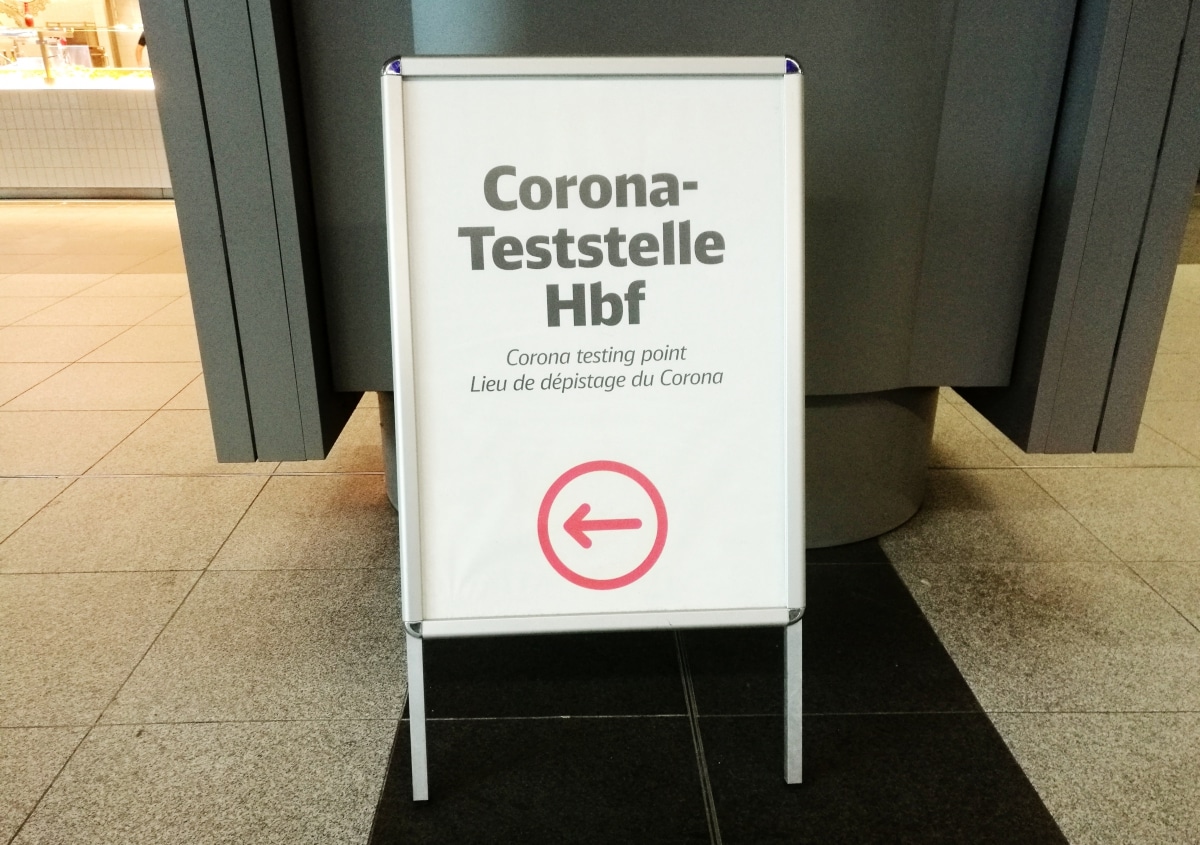 Corona-
Teststelle
Hbf
Corona testing point
Lieu de dépistage du Corona